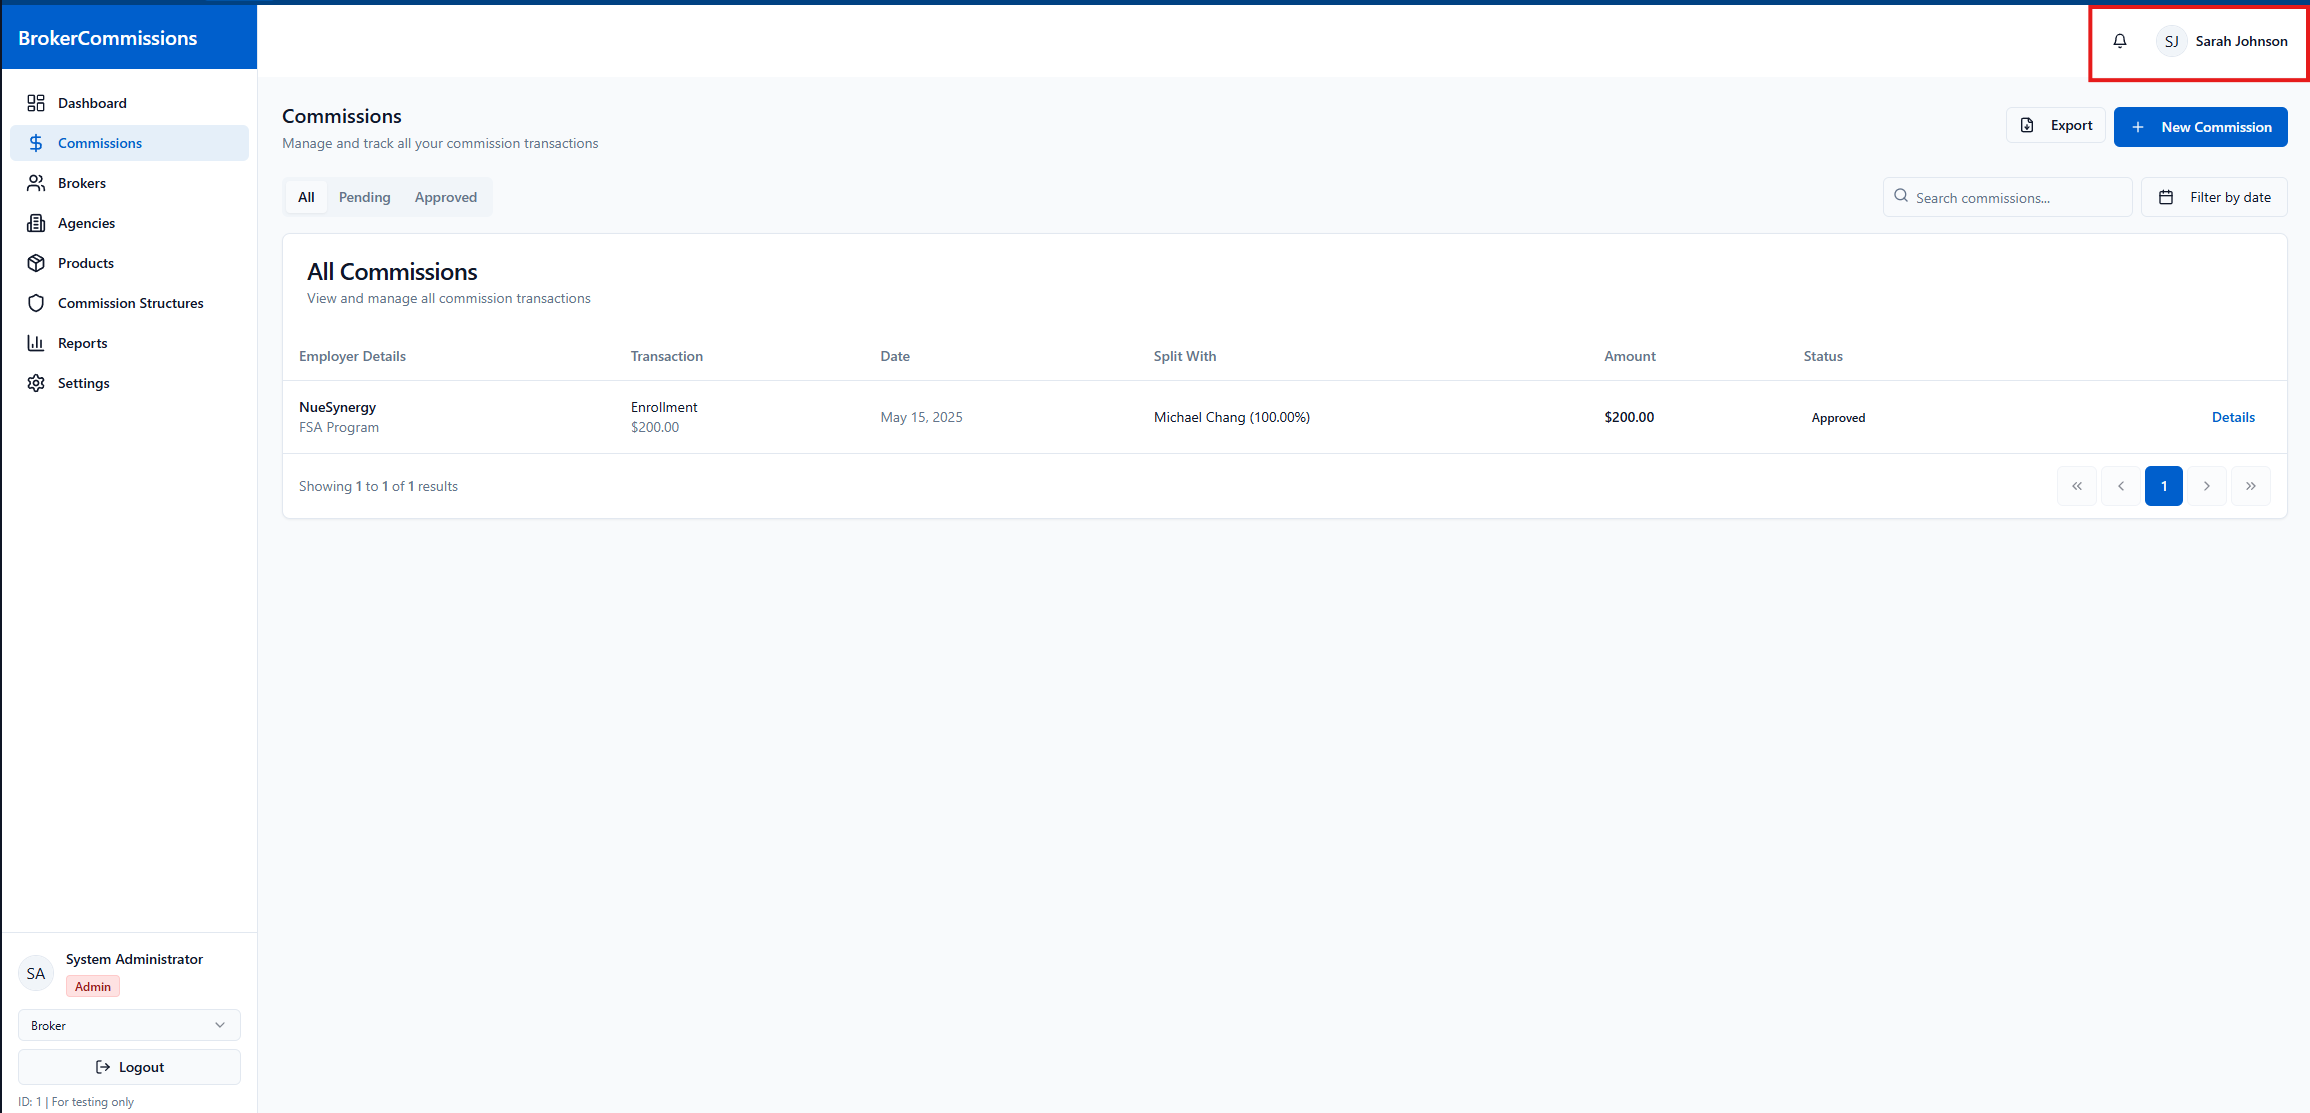 BrokerCommissions
SJ Sarah Johnson
Dashboard
Commissions
Brokers
Agencies
Products
Commission Structures
Reports
Settings
Commissions
Manage and track all your commission transactions
Export
New Commission
All Pending Approved
Search commissions...
Filter by date
All Commissions
View and manage all commission transactions
Employer Details Transaction Date Split With Amount Status
NueSynergy Enrollment May 15, 2025 Michael Chang (100.00%) $200.00 Approved Details
FSA Program $200.00
Showing 1 to 1 of 1 results
« ‹ 1 › »
SA System Administrator
Admin
Broker
Logout
ID: 1 | For testing only